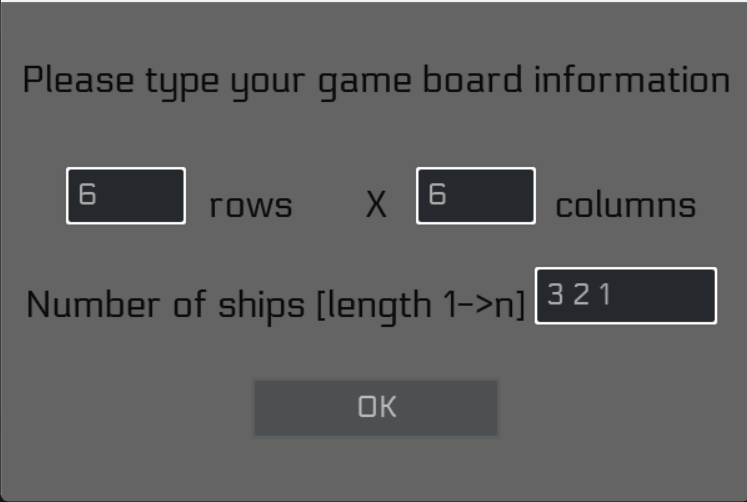 Please type your game board information
6 rows X 6 columns
Number of ships [length 1->n] 3 2 1
OK